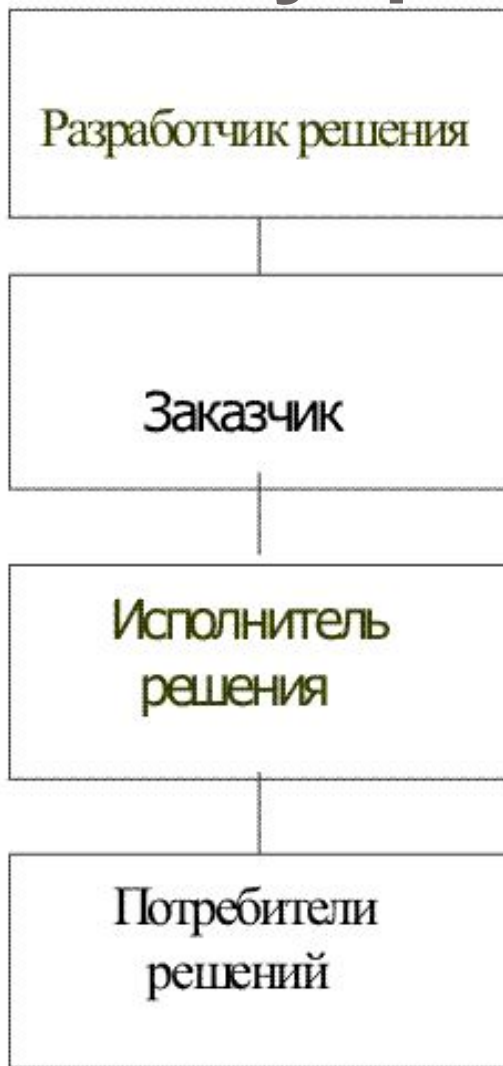 Разработчик решения
Заказчик
Исполнитель
решения
Потребители
решений